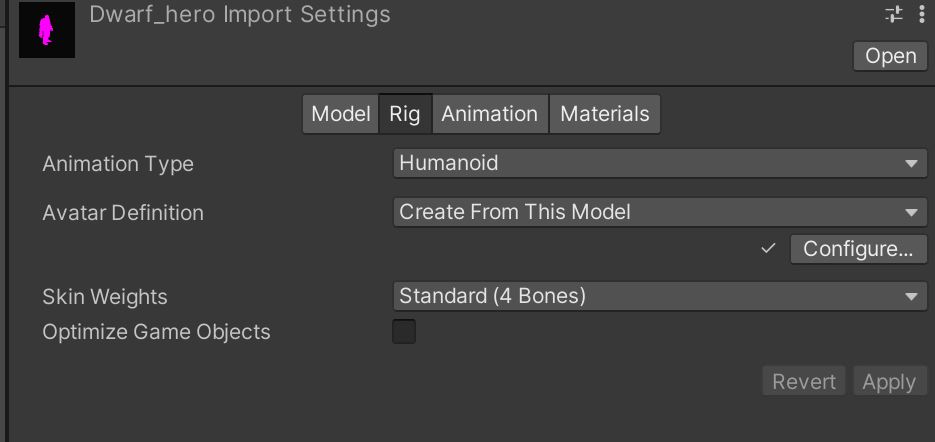 Dwarf_hero Import Settings
Open
Model Rig Animation Materials
Animation Type Humanoid
Avatar Definition Create From This Model
Configure...
Skin Weights Standard (4 Bones)
Optimize Game Objects
Revert Apply